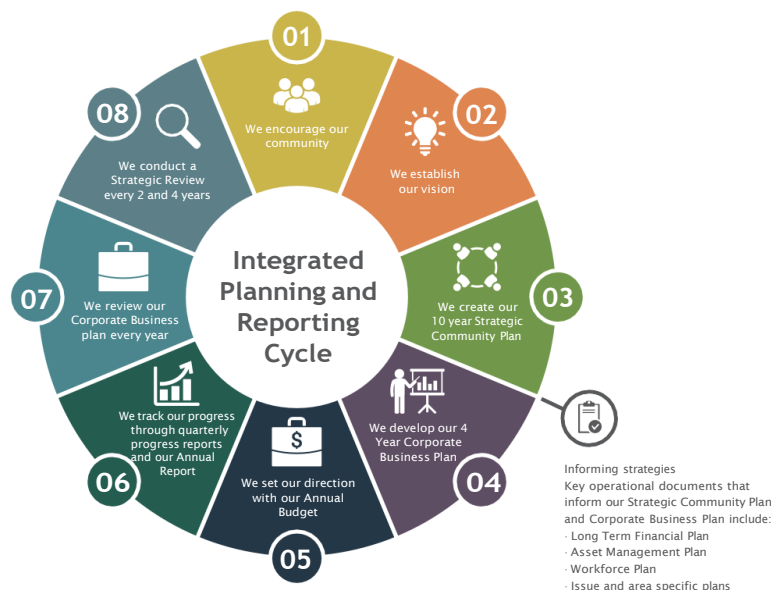 01
We encourage our
community
02
We establish
our vision
03
We create our
10 year Strategic
Community Plan
04
We develop our 4
Year Corporate
Business Plan
05
$
We set our direction
with our Annual
Budget
06
We track our progress
through quarterly
progress reports
and our Annual
Report
07
We review our
Corporate Business
plan every year
08
We conduct a
Strategic Review
every 2 and 4 years
Integrated
Planning and
Reporting
Cycle
Informing strategies
Key operational documents that
inform our Strategic Community Plan
and Corporate Business Plan include:
· Long Term Financial Plan
· Asset Management Plan
· Workforce Plan
· Issue and area specific plans